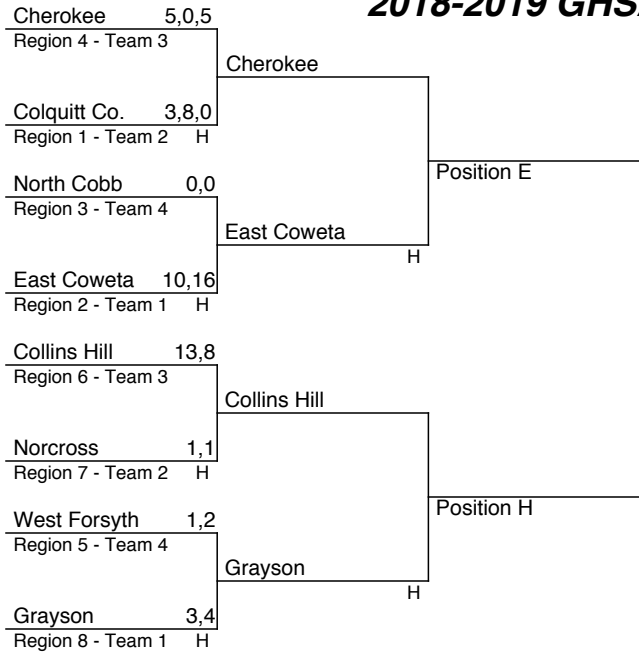 2018-2019 GHS
Cherokee 5,0,5
Region 4 - Team 3
Cherokee
Colquitt Co. 3,8,0
Region 1 - Team 2 H
Position E
North Cobb 0,0
Region 3 - Team 4
East Coweta
H
East Coweta 10,16
Region 2 - Team 1 H
Collins Hill 13,8
Region 6 - Team 3
Collins Hill
Norcross 1,1
Region 7 - Team 2 H
Position H
West Forsyth 1,2
Region 5 - Team 4
Grayson
H
Grayson 3,4
Region 8 - Team 1 H